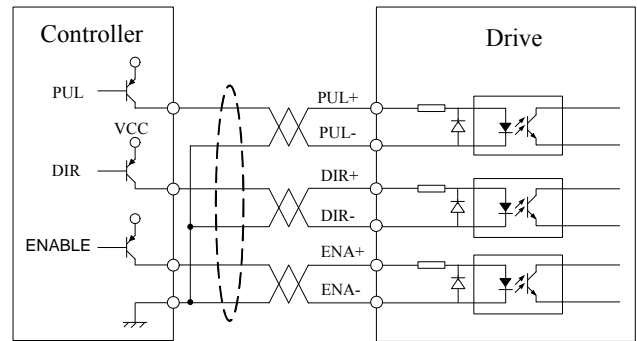 Controller
Drive
PUL
PUL+
PUL-
VCC
DIR
DIR+
DIR-
ENABLE
ENA+
ENA-